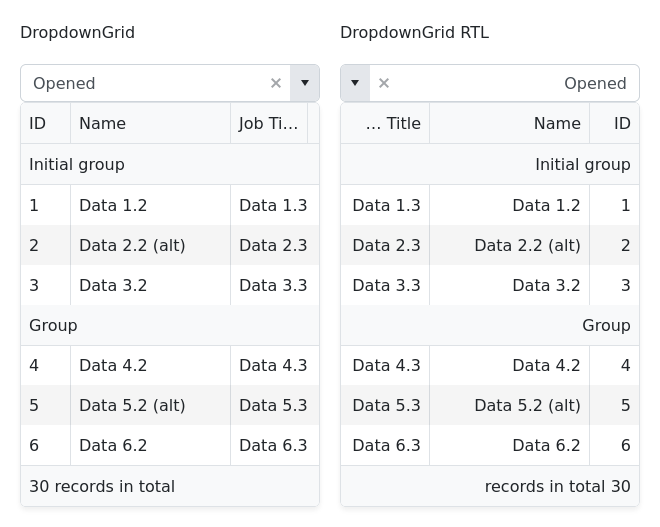 DropdownGrid
Opened
ID Name Job Ti...
Initial group
1 Data 1.2 Data 1.3
2 Data 2.2 (alt) Data 2.3
3 Data 3.2 Data 3.3
Group
4 Data 4.2 Data 4.3
5 Data 5.2 (alt) Data 5.3
6 Data 6.2 Data 6.3
30 records in total
DropdownGrid RTL
Opened
... Title Name ID
Initial group
Data 1.3 Data 1.2 1
Data 2.3 Data 2.2 (alt) 2
Data 3.3 Data 3.2 3
Group
Data 4.3 Data 4.2 4
Data 5.3 Data 5.2 (alt) 5
Data 6.3 Data 6.2 6
records in total 30